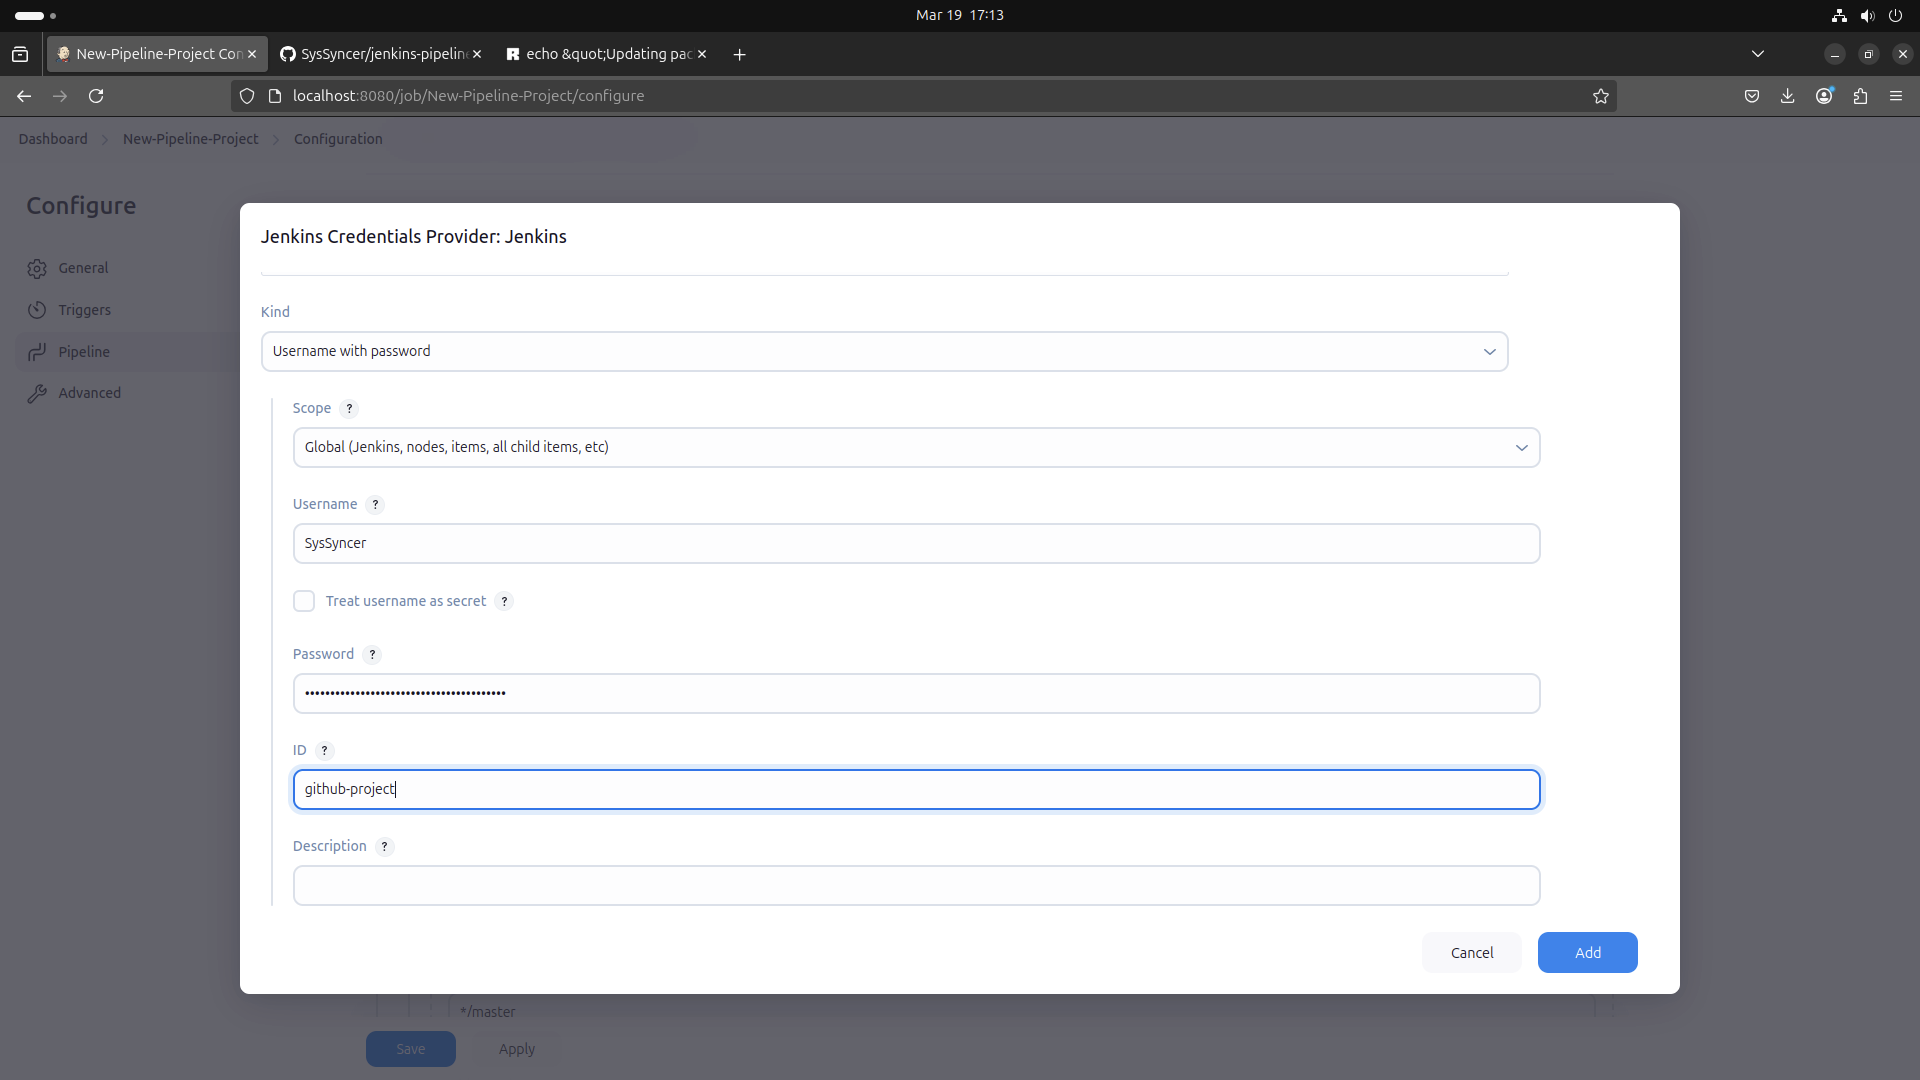 Mar 19 17:13
New-Pipeline-Project Con
SysSyncer/jenkins-pipeline
echo &quot;Updating pac
localhost:8080/job/New-Pipeline-Project/configure
Dashboard
New-Pipeline-Project
Configuration
Configure
General
Triggers
Pipeline
Advanced
Jenkins Credentials Provider: Jenkins
Kind
Username with password
Scope ?
Global (Jenkins, nodes, items, all child items, etc)
Username ?
SysSyncer
Treat username as secret ?
Password ?
••••••••••••••••••••••••••••••••••••••••
ID ?
github-project
Description ?
Cancel
Add
*/master
Save
Apply